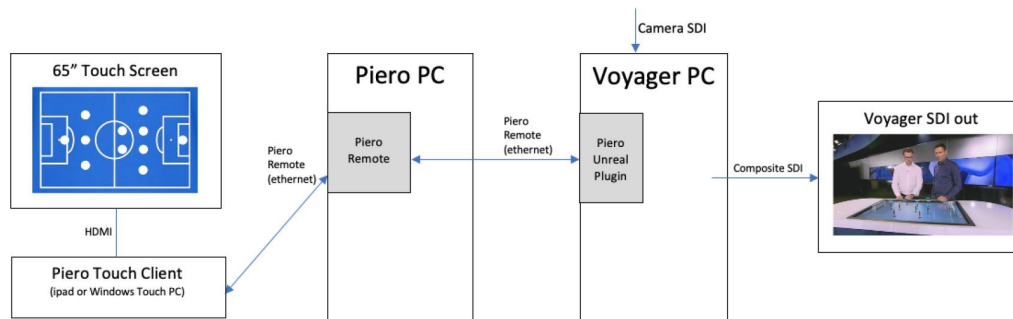 Camera SDI
65” Touch Screen
Piero PC
Voyager PC
Voyager SDI out
Piero
Remote
Piero
Remote
(ethernet)
Piero
Remote
(ethernet)
Piero
Unreal
Plugin
Composite SDI
HDMI
Piero Touch Client
(ipad or Windows Touch PC)